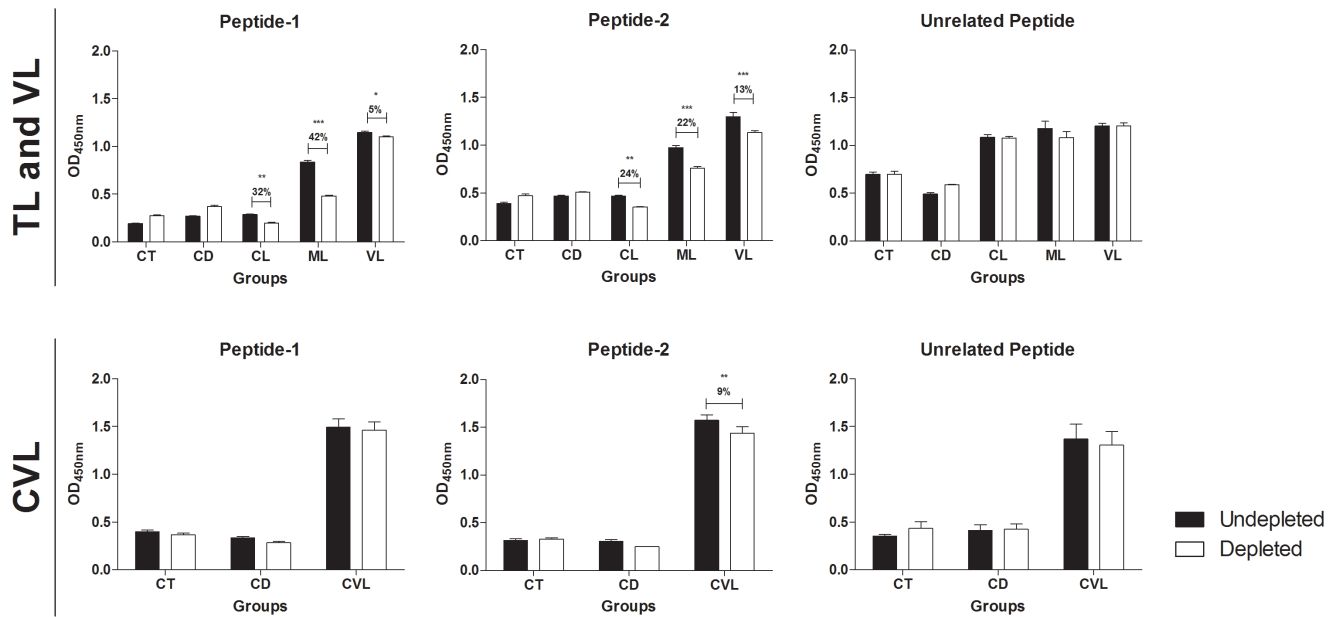 TL and VL
Peptide-1
OD450nm
2.0
1.5
1.0
0.5
0.0
**
32%
***
42%
*
5%
CT CD CL ML VL
Groups
Peptide-2
OD450nm
2.0
1.5
1.0
0.5
0.0
**
24%
***
22%
***
13%
CT CD CL ML VL
Groups
Unrelated Peptide
OD450nm
2.0
1.5
1.0
0.5
0.0
CT CD CL ML VL
Groups
CVL
Peptide-1
OD450nm
2.0
1.5
1.0
0.5
0.0
CT CD CVL
Groups
Peptide-2
OD450nm
2.0
1.5
1.0
0.5
0.0
**
9%
CT CD CVL
Groups
Unrelated Peptide
OD450nm
2.0
1.5
1.0
0.5
0.0
CT CD CVL
Groups
Undepleted
Depleted